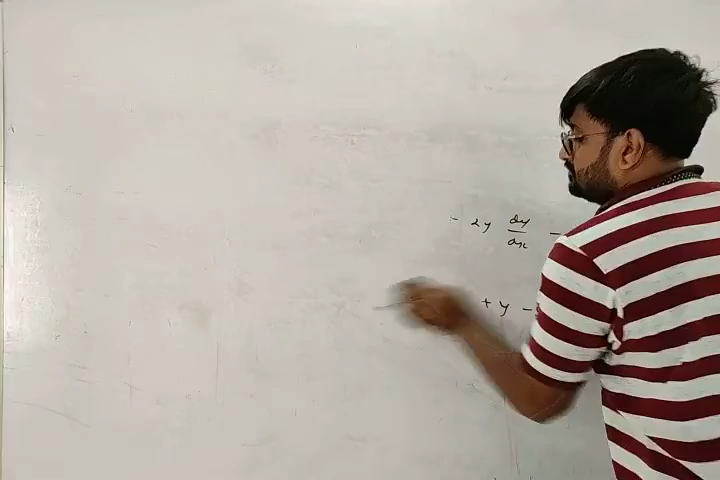 - 2y dy/dx -
+ y -